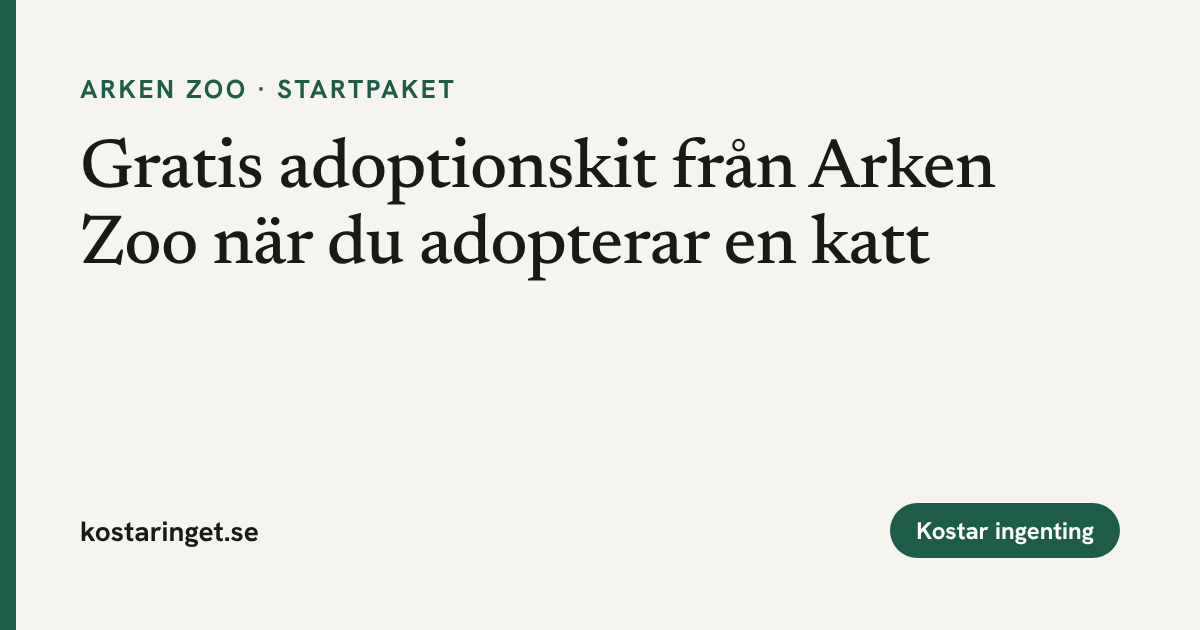 ARKEN ZOO · STARTPAKET
Gratis adoptionskit från Arken
Zoo när du adopterar en katt
kostaringet.se
Kostar ingenting